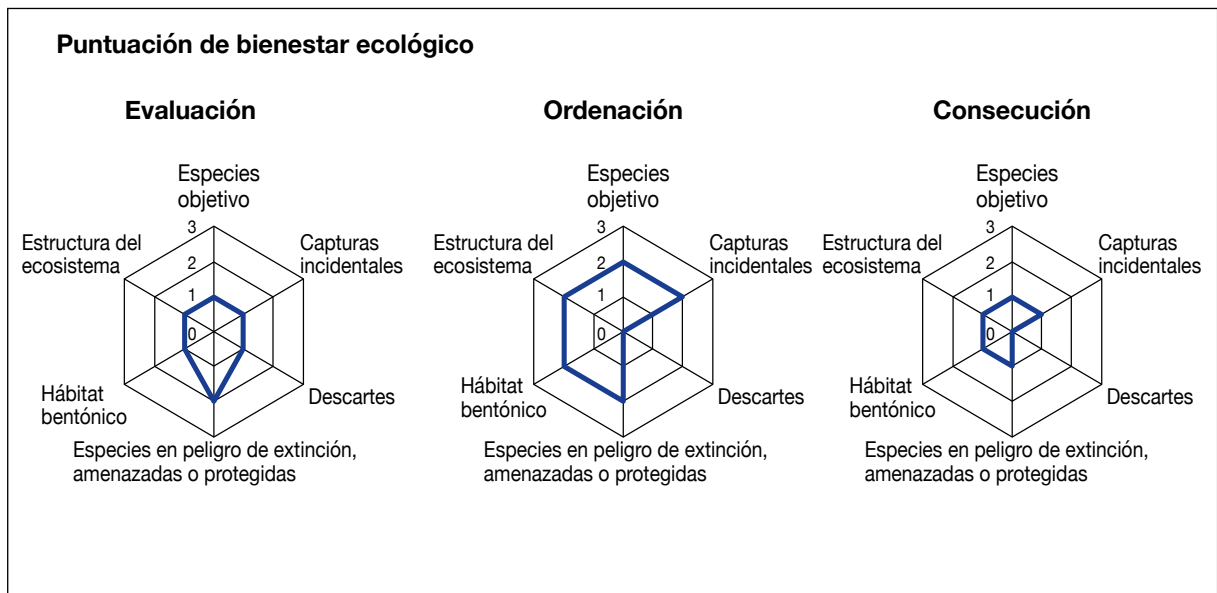 Puntuación de bienestar ecológico
Evaluación
Especies
objetivo
3
2
1
0
Capturas
incidentales
Descartes
Especies en peligro de extinción,
amenazadas o protegidas
Hábitat
bentónico
Estructura del
ecosistema
Ordenación
Especies
objetivo
3
2
1
0
Capturas
incidentales
Descartes
Especies en peligro de extinción,
amenazadas o protegidas
Hábitat
bentónico
Estructura del
ecosistema
Consecución
Especies
objetivo
3
2
1
0
Capturas
incidentales
Descartes
Especies en peligro de extinción,
amenazadas o protegidas
Hábitat
bentónico
Estructura del
ecosistema